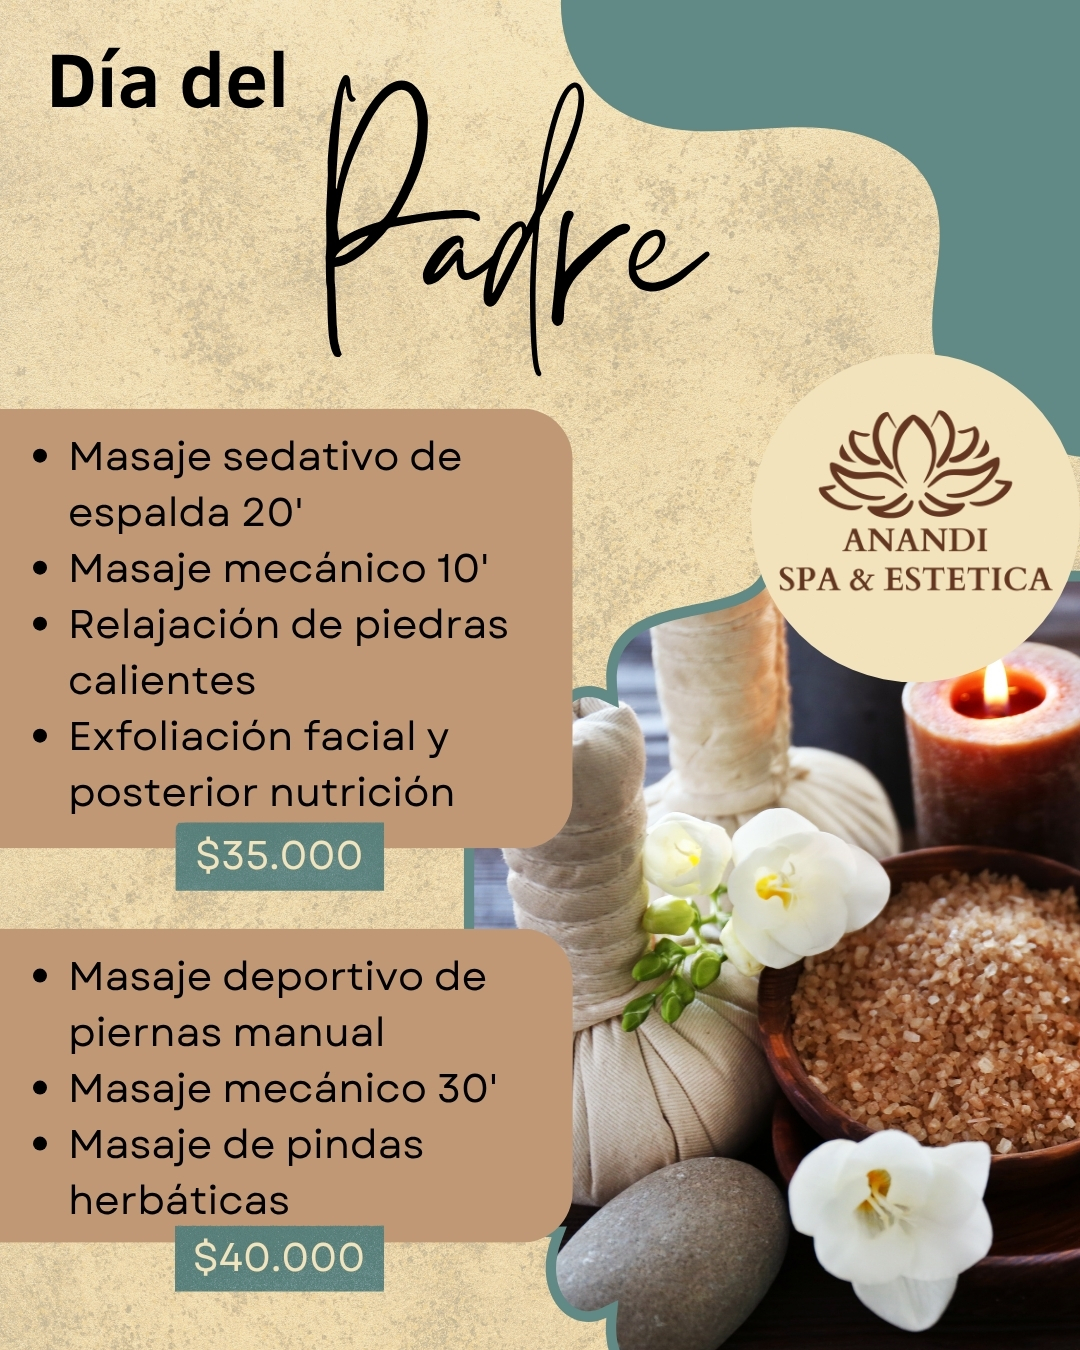 Día del
Padre
• Masaje sedativo de
espalda 20'
• Masaje mecánico 10'
• Relajación de piedras
calientes
• Exfoliación facial y
posterior nutrición
$35.000
ANANDI
SPA & ESTETICA
• Masaje deportivo de
piernas manual
• Masaje mecánico 30'
• Masaje de pindas
herbáticas
$40.000